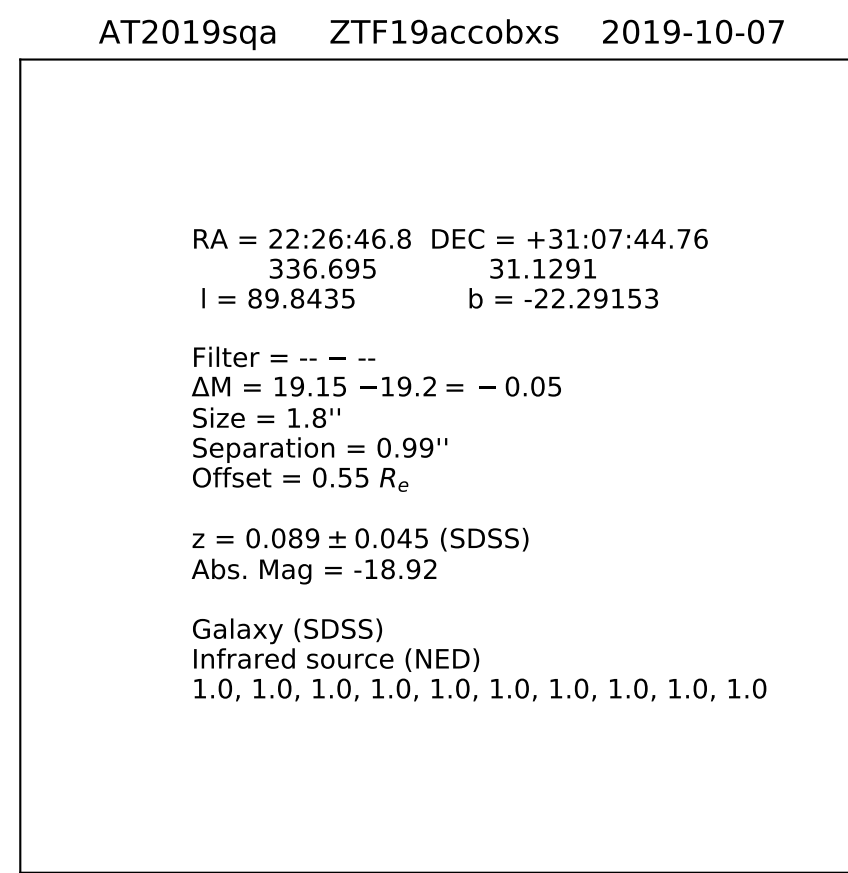 AT2019sqa ZTF19accobxs 2019-10-07
RA = 22:26:46.8 DEC = +31:07:44.76
336.695 31.1291
l = 89.8435 b = -22.29153
Filter = -- − --
ΔM = 19.15 −19.2 = − 0.05
Size = 1.8''
Separation = 0.99''
Offset = 0.55 Rₑ
z = 0.089 ± 0.045 (SDSS)
Abs. Mag = -18.92
Galaxy (SDSS)
Infrared source (NED)
1.0, 1.0, 1.0, 1.0, 1.0, 1.0, 1.0, 1.0, 1.0, 1.0